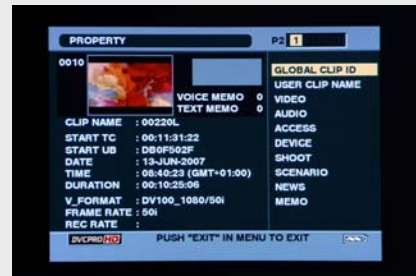 PROPERTY
P2 1
0010
VOICE MEMO 0
TEXT MEMO 0
CLIP NAME : 00220L
START TC : 00:11:31:22
START UB : DB0F502F
DATE : 13-JUN-2007
TIME : 08:40:23 (GMT+01:00)
DURATION : 00:10:25:06
V_FORMAT : DV100_1080/50i
FRAME RATE : 50i
REC RATE :
GLOBAL CLIP ID
USER CLIP NAME
VIDEO
AUDIO
ACCESS
DEVICE
SHOOT
SCENARIO
NEWS
MEMO
DVCPRO HD
PUSH "EXIT" IN MENU TO EXIT